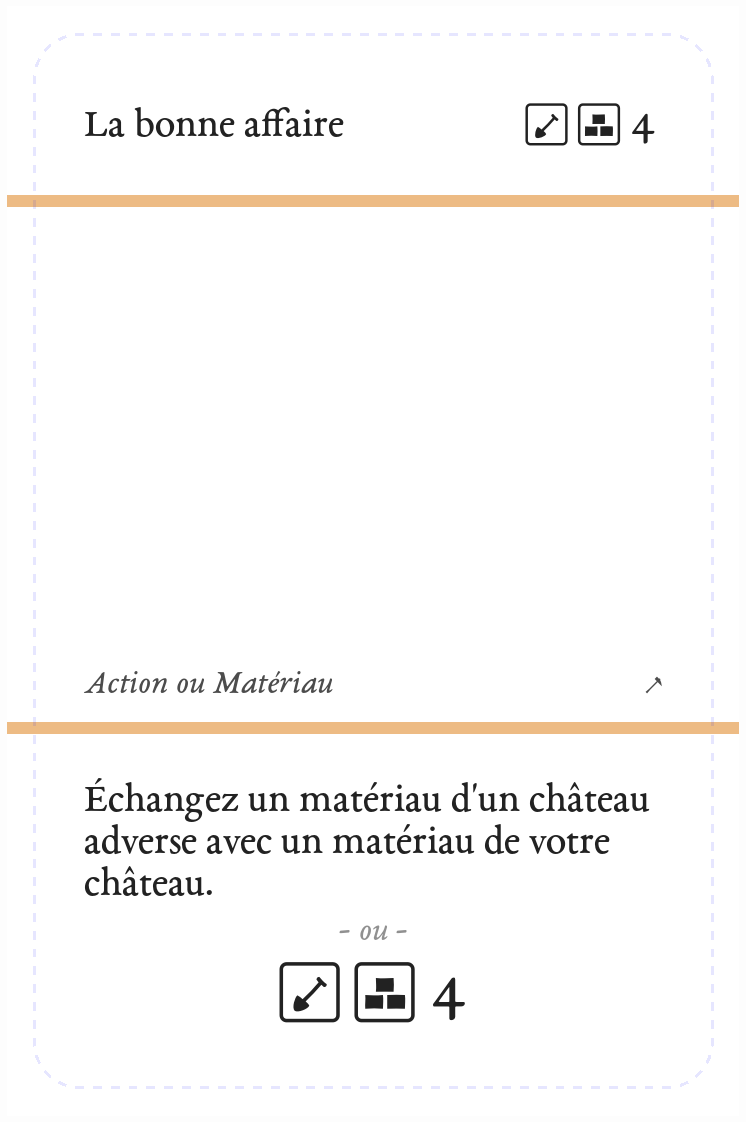 La bonne affaire
4
Action ou Matériau
Échangez un matériau d'un château
adverse avec un matériau de votre
château.
- ou -
4